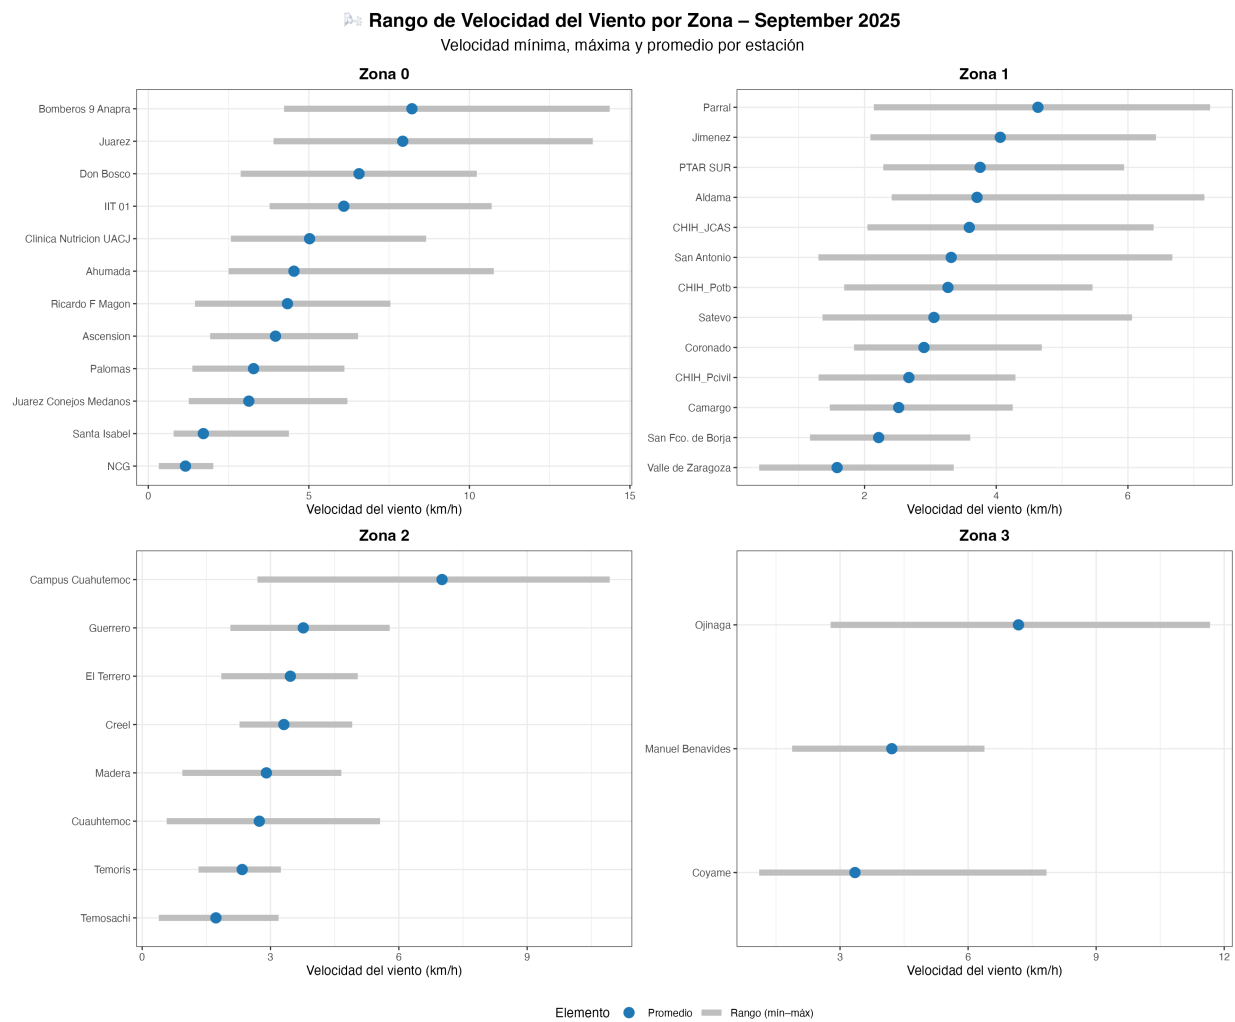 🌬️ Rango de Velocidad del Viento por Zona – September 2025
Velocidad mínima, máxima y promedio por estación
Zona 0
Bomberos 9 Anapra
Juarez
Don Bosco
IIT 01
Clinica Nutricion UACJ
Ahumada
Ricardo F Magon
Ascension
Palomas
Juarez Conejos Medanos
Santa Isabel
NCG
0 5 10 15
Velocidad del viento (km/h)
Zona 1
Parral
Jimenez
PTAR SUR
Aldama
CHIH_JCAS
San Antonio
CHIH_Potb
Satevo
Coronado
CHIH_Pcivil
Camargo
San Fco. de Borja
Valle de Zaragoza
2 4 6
Velocidad del viento (km/h)
Zona 2
Campus Cuahutemoc
Guerrero
El Terrero
Creel
Madera
Cuauhtemoc
Temoris
Temosachi
0 3 6 9
Velocidad del viento (km/h)
Zona 3
Ojinaga
Manuel Benavides
Coyame
3 6 9 12
Velocidad del viento (km/h)
Elemento Promedio Rango (mín–máx)